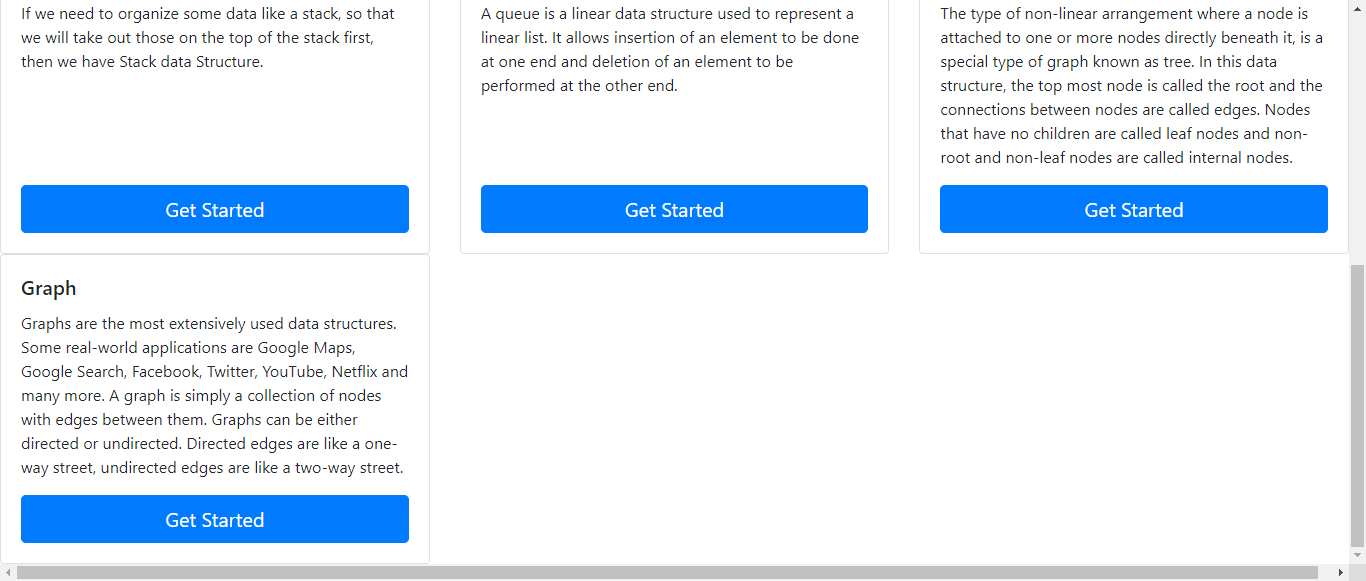 If we need to organize some data like a stack, so that
we will take out those on the top of the stack first,
then we have Stack data Structure.
Get Started
A queue is a linear data structure used to represent a
linear list. It allows insertion of an element to be done
at one end and deletion of an element to be
performed at the other end.
Get Started
The type of non-linear arrangement where a node is
attached to one or more nodes directly beneath it, is a
special type of graph known as tree. In this data
structure, the top most node is called the root and the
connections between nodes are called edges. Nodes
that have no children are called leaf nodes and non-
root and non-leaf nodes are called internal nodes.
Get Started
Graph
Graphs are the most extensively used data structures.
Some real-world applications are Google Maps,
Google Search, Facebook, Twitter, YouTube, Netflix and
many more. A graph is simply a collection of nodes
with edges between them. Graphs can be either
directed or undirected. Directed edges are like a one-
way street, undirected edges are like a two-way street.
Get Started